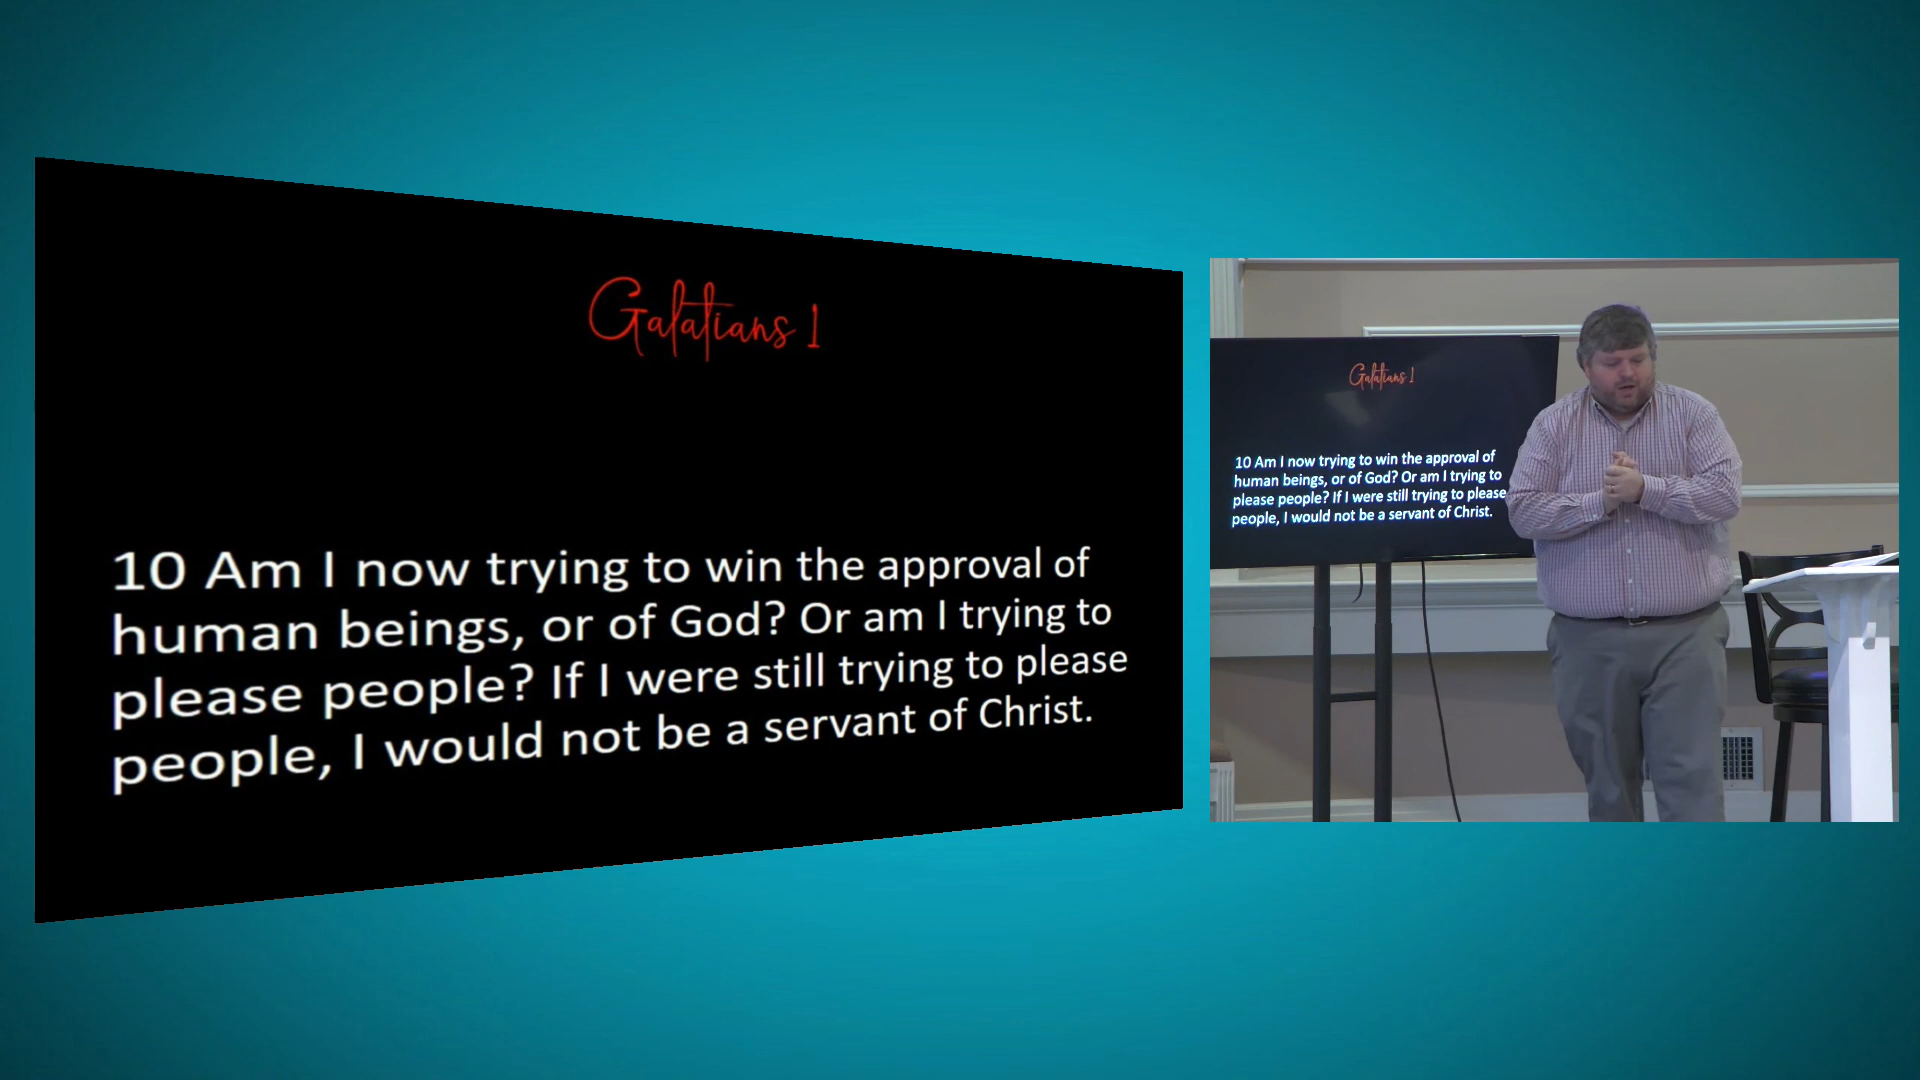 Galatians 1
10 Am I now trying to win the approval of
human beings, or of God? Or am I trying to
please people? If I were still trying to please
people, I would not be a servant of Christ.
Galatians 1
10 Am I now trying to win the approval of
human beings, or of God? Or am I trying to
please people? If I were still trying to please
people, I would not be a servant of Christ.